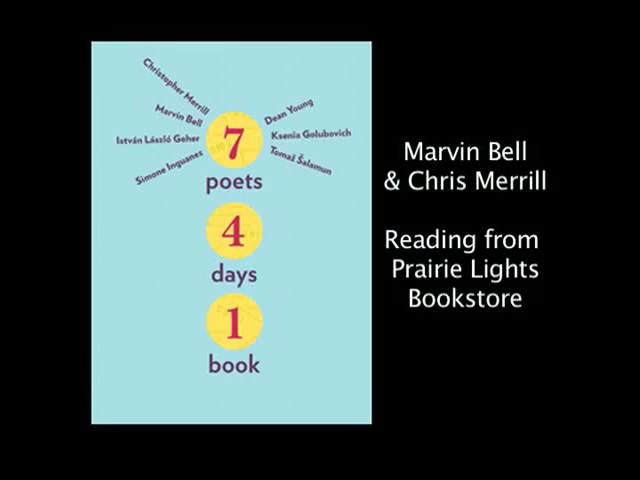 Christopher Merrill
Marvin Bell
István László Geher
Simone Inguanez
Dean Young
Ksenia Golubovich
Tomaž Šalamun
7
poets
4
days
1
book
Marvin Bell
& Chris Merrill
Reading from
Prairie Lights
Bookstore